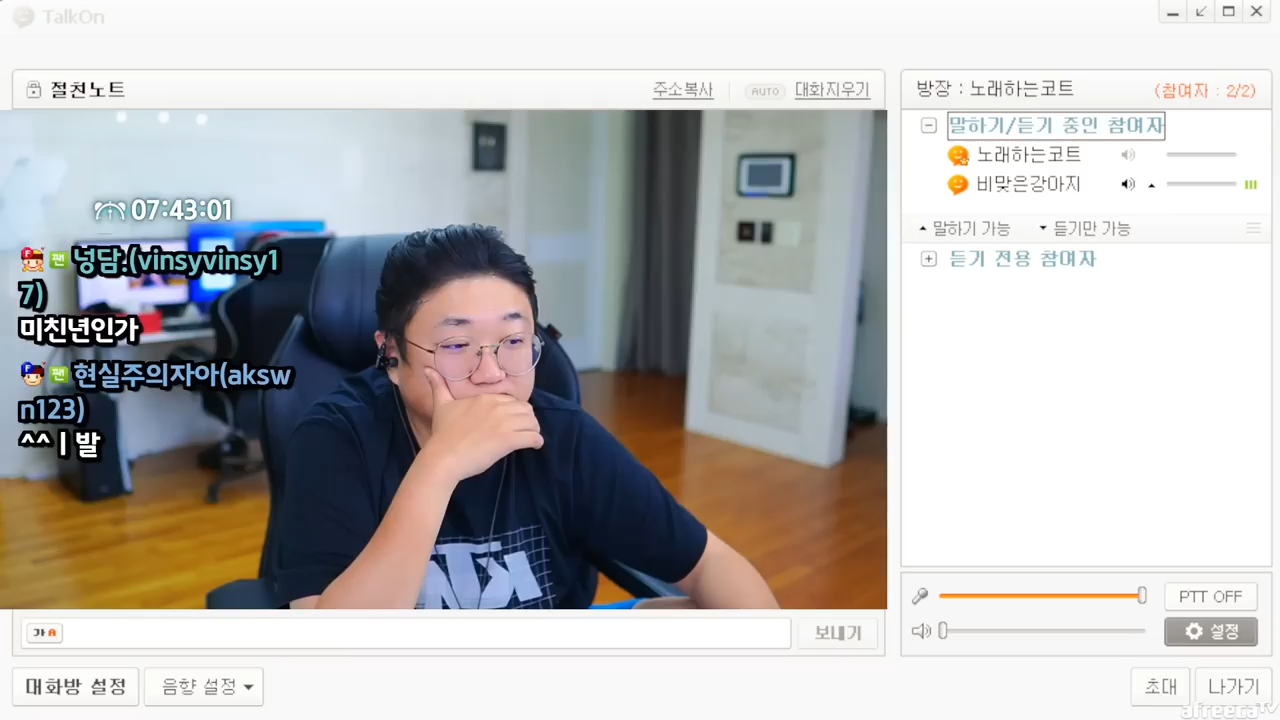 TalkOn
절친노트
주소복사
AUTO
대화지우기
방장 : 노래하는코트
(참여자 : 2/2)
말하기/듣기 중인 참여자
노래하는코트
비맞은강아지
말하기 가능
듣기만 가능
듣기 전용 참여자
07:43:01
팬 넝담.(vinsyvinsy1
7)
미친년인가
팬 현실주의자아(aksw
n123)
^^ | 발
가A
보내기
PTT OFF
설정
대화방 설정
음향 설정
초대
나가기
afreecaTV